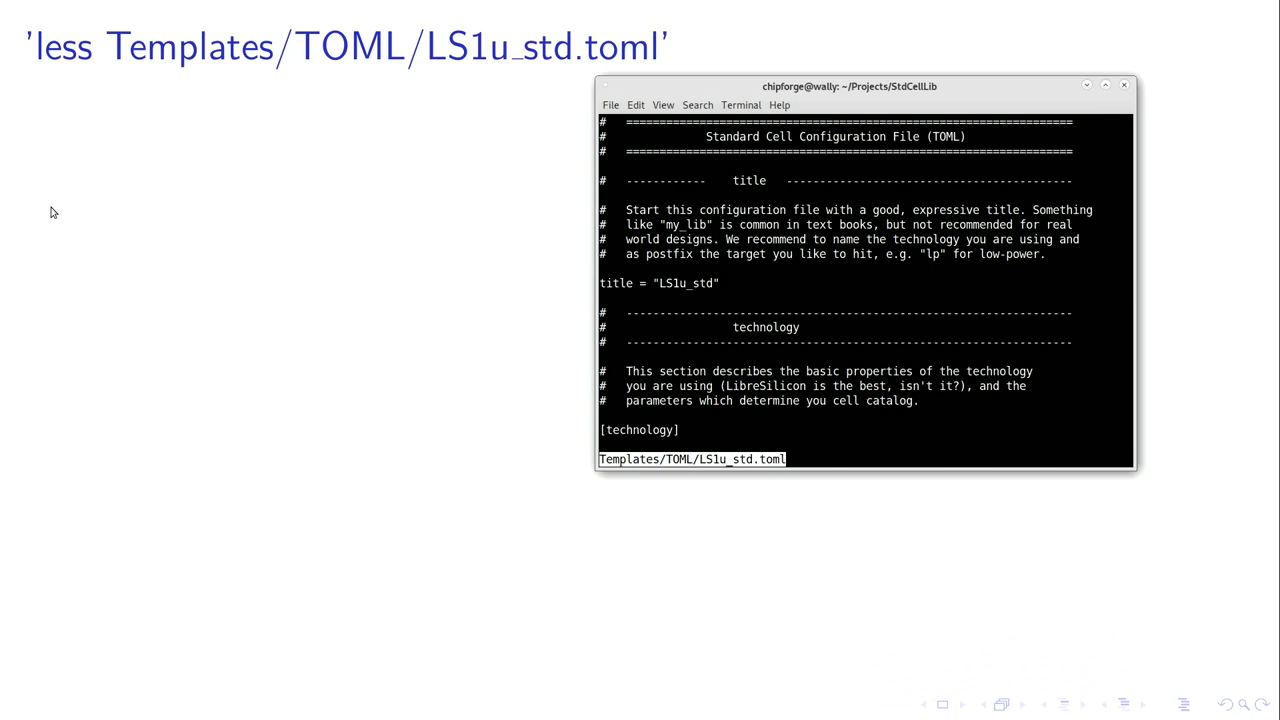 'less Templates/TOML/LS1u_std.toml'
chipforge@wally: ~/Projects/StdCellLib
File Edit View Search Terminal Help
# ===================================================================
# Standard Cell Configuration File (TOML)
# ===================================================================
# ------------ title -------------------------------------------
# Start this configuration file with a good, expressive title. Something
# like "my_lib" is common in text books, but not recommended for real
# world designs. We recommend to name the technology you are using and
# as postfix the target you like to hit, e.g. "lp" for low-power.
title = "LS1u_std"
# -------------------------------------------------------------------
# technology
# -------------------------------------------------------------------
# This section describes the basic properties of the technology
# you are using (LibreSilicon is the best, isn't it?), and the
# parameters which determine you cell catalog.
[technology]
Templates/TOML/LS1u_std.toml